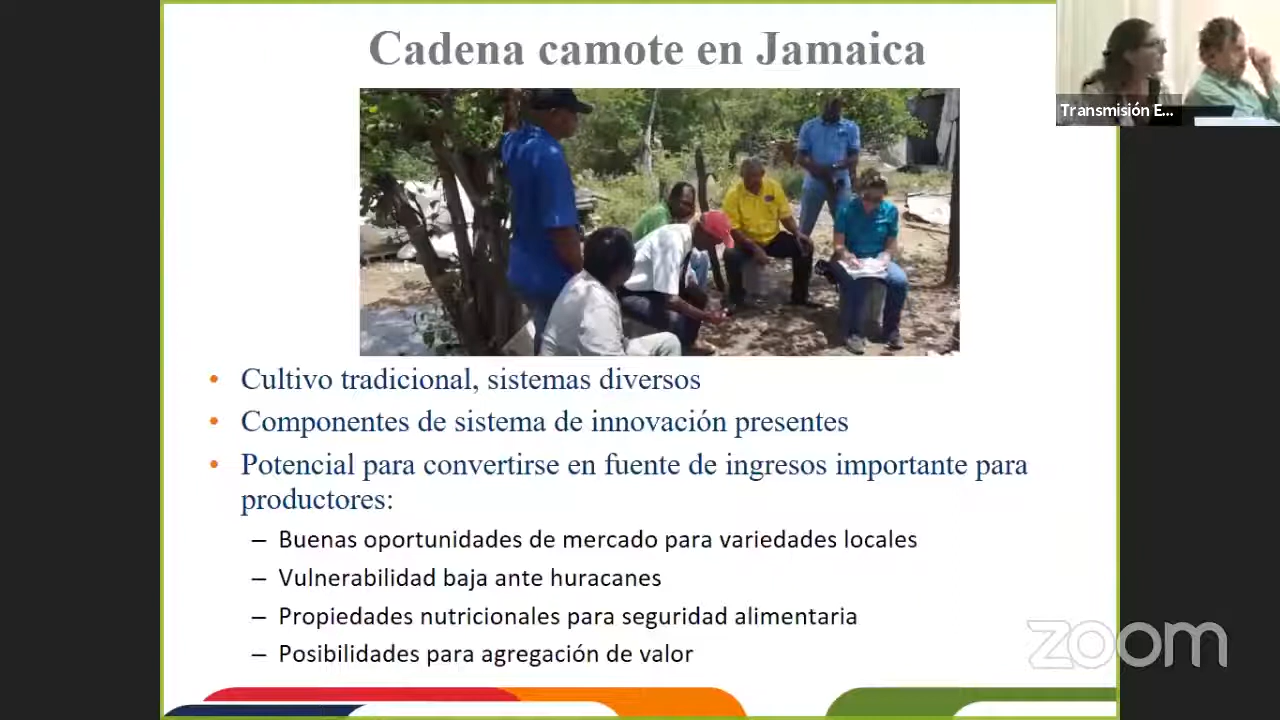 Cadena camote en Jamaica
Transmisión E...
• Cultivo tradicional, sistemas diversos
• Componentes de sistema de innovación presentes
• Potencial para convertirse en fuente de ingresos importante para
productores:
– Buenas oportunidades de mercado para variedades locales
– Vulnerabilidad baja ante huracanes
– Propiedades nutricionales para seguridad alimentaria
– Posibilidades para agregación de valor
zoom